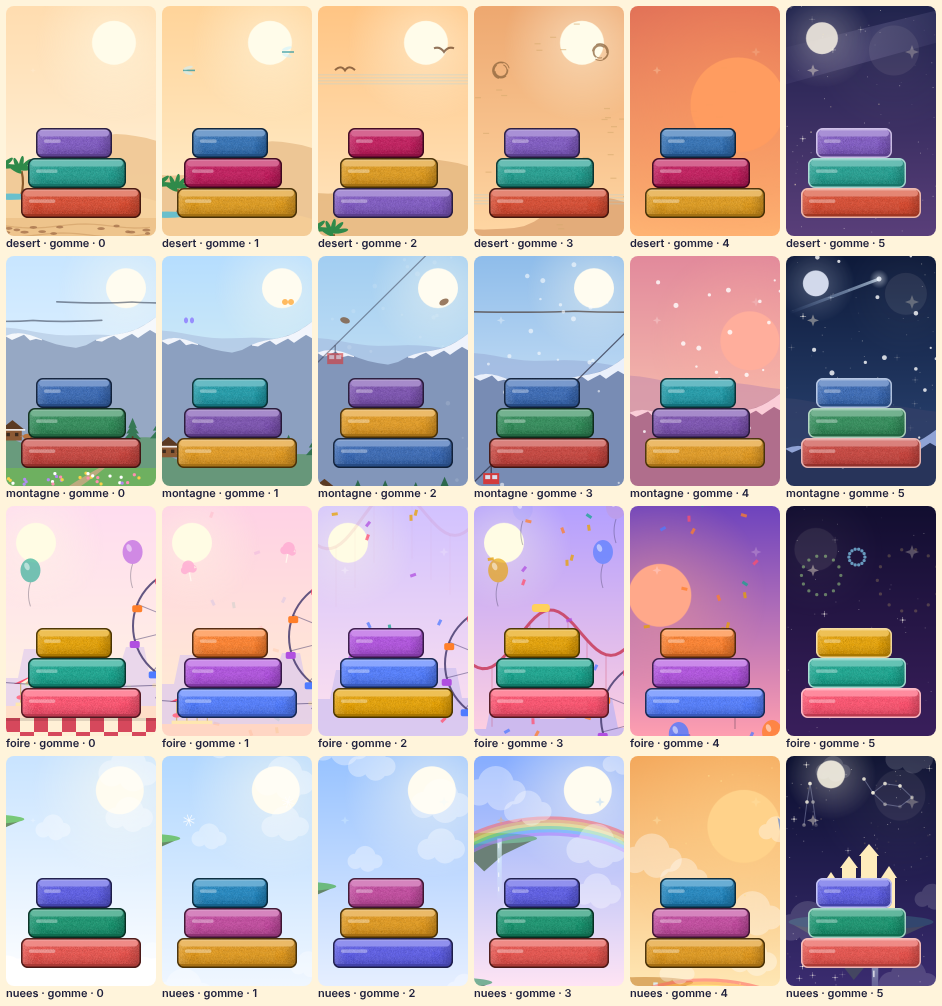 desert · gomme · 0
desert · gomme · 1
desert · gomme · 2
desert · gomme · 3
desert · gomme · 4
desert · gomme · 5
montagne · gomme · 0
montagne · gomme · 1
montagne · gomme · 2
montagne · gomme · 3
montagne · gomme · 4
montagne · gomme · 5
foire · gomme · 0
foire · gomme · 1
foire · gomme · 2
foire · gomme · 3
foire · gomme · 4
foire · gomme · 5
nuees · gomme · 0
nuees · gomme · 1
nuees · gomme · 2
nuees · gomme · 3
nuees · gomme · 4
nuees · gomme · 5